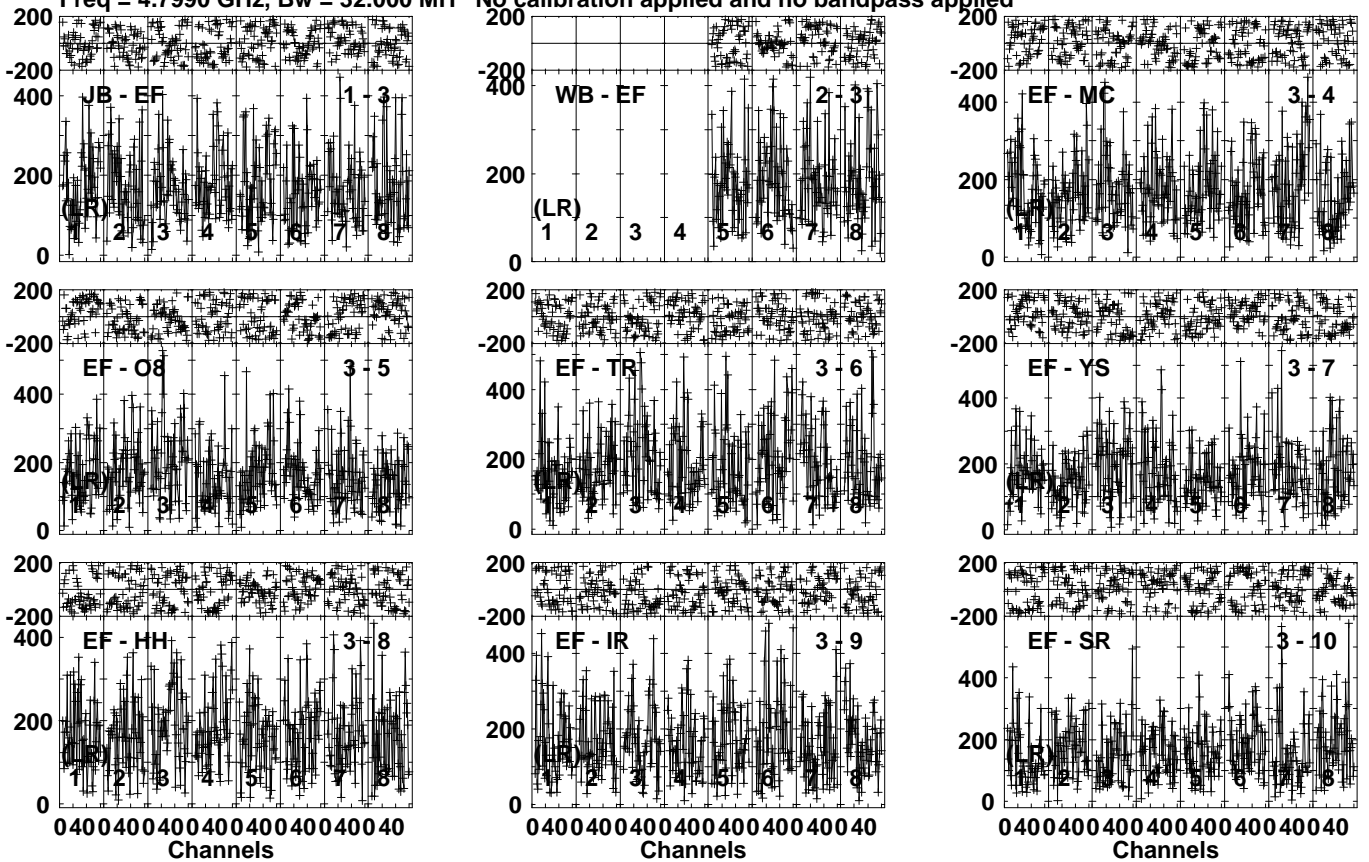 Freq = 4.7990 GHz, Bw = 32.000 MH No calibration applied and no bandpass applied
200 200 200
-200 -200 -200
JB - EF 1 - 3 WB - EF 2 - 3 EF - MC 3 - 4
400 400 400
200 200 200
(LR) (LR) (LR)
1 2 3 4 5 6 7 8 1 2 3 4 5 6 7 8 1 2 3 4 5 6 7 8
0 0 0
200 200 200
-200 -200 -200
EF - O8 3 - 5 EF - TR 3 - 6 EF - YS 3 - 7
400 400 400
200 200 200
(LR) (LR) (LR)
1 2 3 4 5 6 7 8 1 2 3 4 5 6 7 8 1 2 3 4 5 6 7 8
0 0 0
200 200 200
-200 -200 -200
EF - HH 3 - 8 EF - IR 3 - 9 EF - SR 3 - 10
400 400 400
200 200 200
(LR) (LR) (LR)
1 2 3 4 5 6 7 8 1 2 3 4 5 6 7 8 1 2 3 4 5 6 7 8
0 0 0
0 40 0 40 0 40 0 40 0 40 0 40 0 40 0 40 0 40 0 40 0 40 0 40 0 40 0 40 0 40 0 40 0 40 0 40 0 40 0 40 0 40 0 40 0 40 0 40
Channels Channels Channels